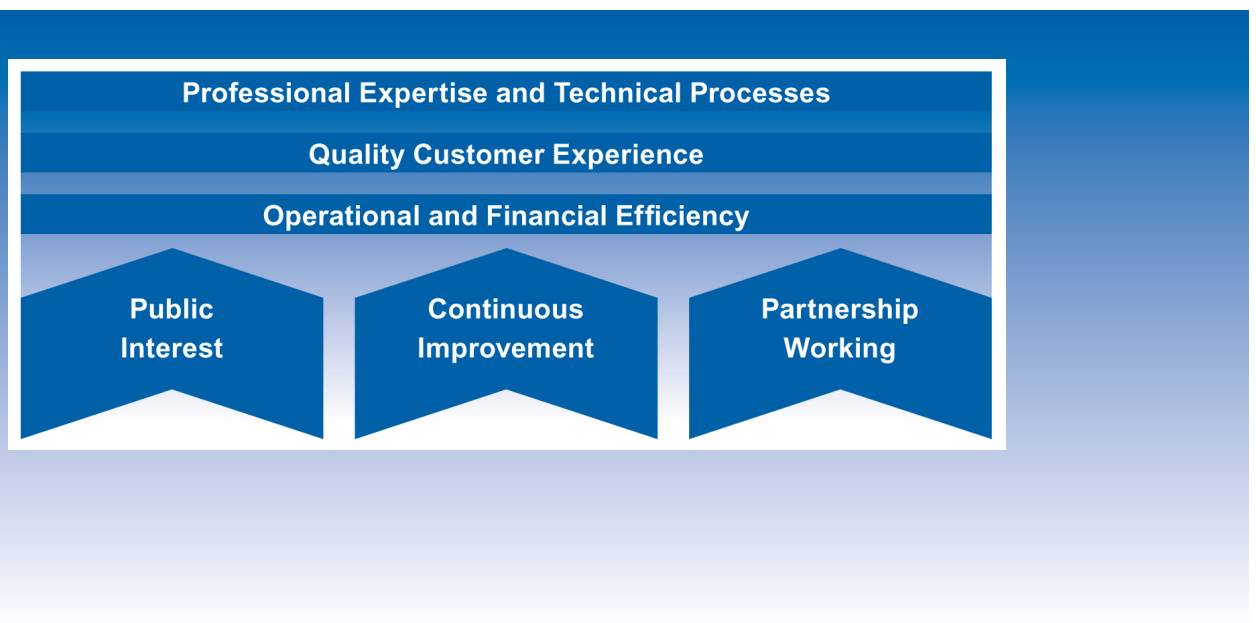 Professional Expertise and Technical Processes
Quality Customer Experience
Operational and Financial Efficiency
Public
Interest
Continuous
Improvement
Partnership
Working